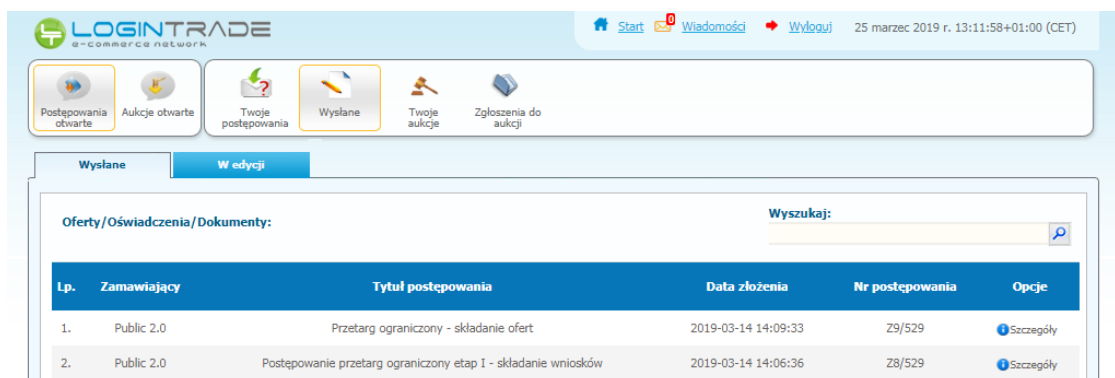 LOGINTRADE
e-commerce network
Start 0 Wiadomości Wyloguj 25 marzec 2019 r. 13:11:58+01:00 (CET)
Postępowania otwarte
Aukcje otwarte
Twoje postępowania
Wysłane
Twoje aukcje
Zgłoszenia do aukcji
Wysłane W edycji
Oferty/Oświadczenia/Dokumenty:
Wyszukaj:
Lp. Zamawiający Tytuł postępowania Data złożenia Nr postępowania Opcje
1. Public 2.0 Przetarg ograniczony - składanie ofert 2019-03-14 14:09:33 Z9/529 Szczegóły
2. Public 2.0 Postępowanie przetarg ograniczony etap I - składanie wniosków 2019-03-14 14:06:36 Z8/529 Szczegóły